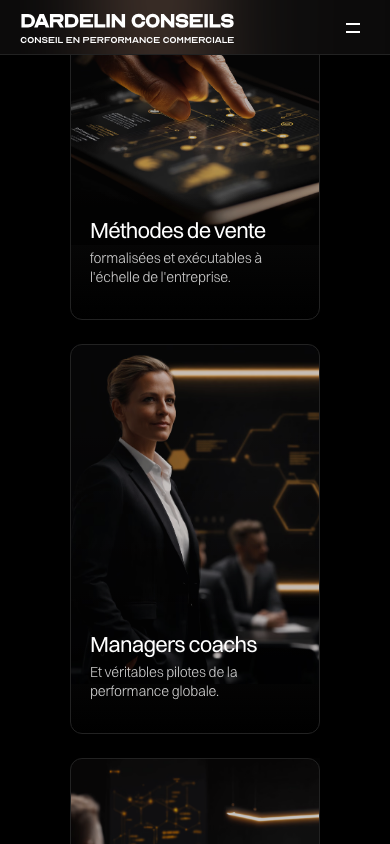 DARDELIN CONSEILS
CONSEIL EN PERFORMANCE COMMERCIALE
Méthodes de vente
formalisées et exécutables à
l'échelle de l'entreprise.
Managers coachs
Et véritables pilotes de la
performance globale.